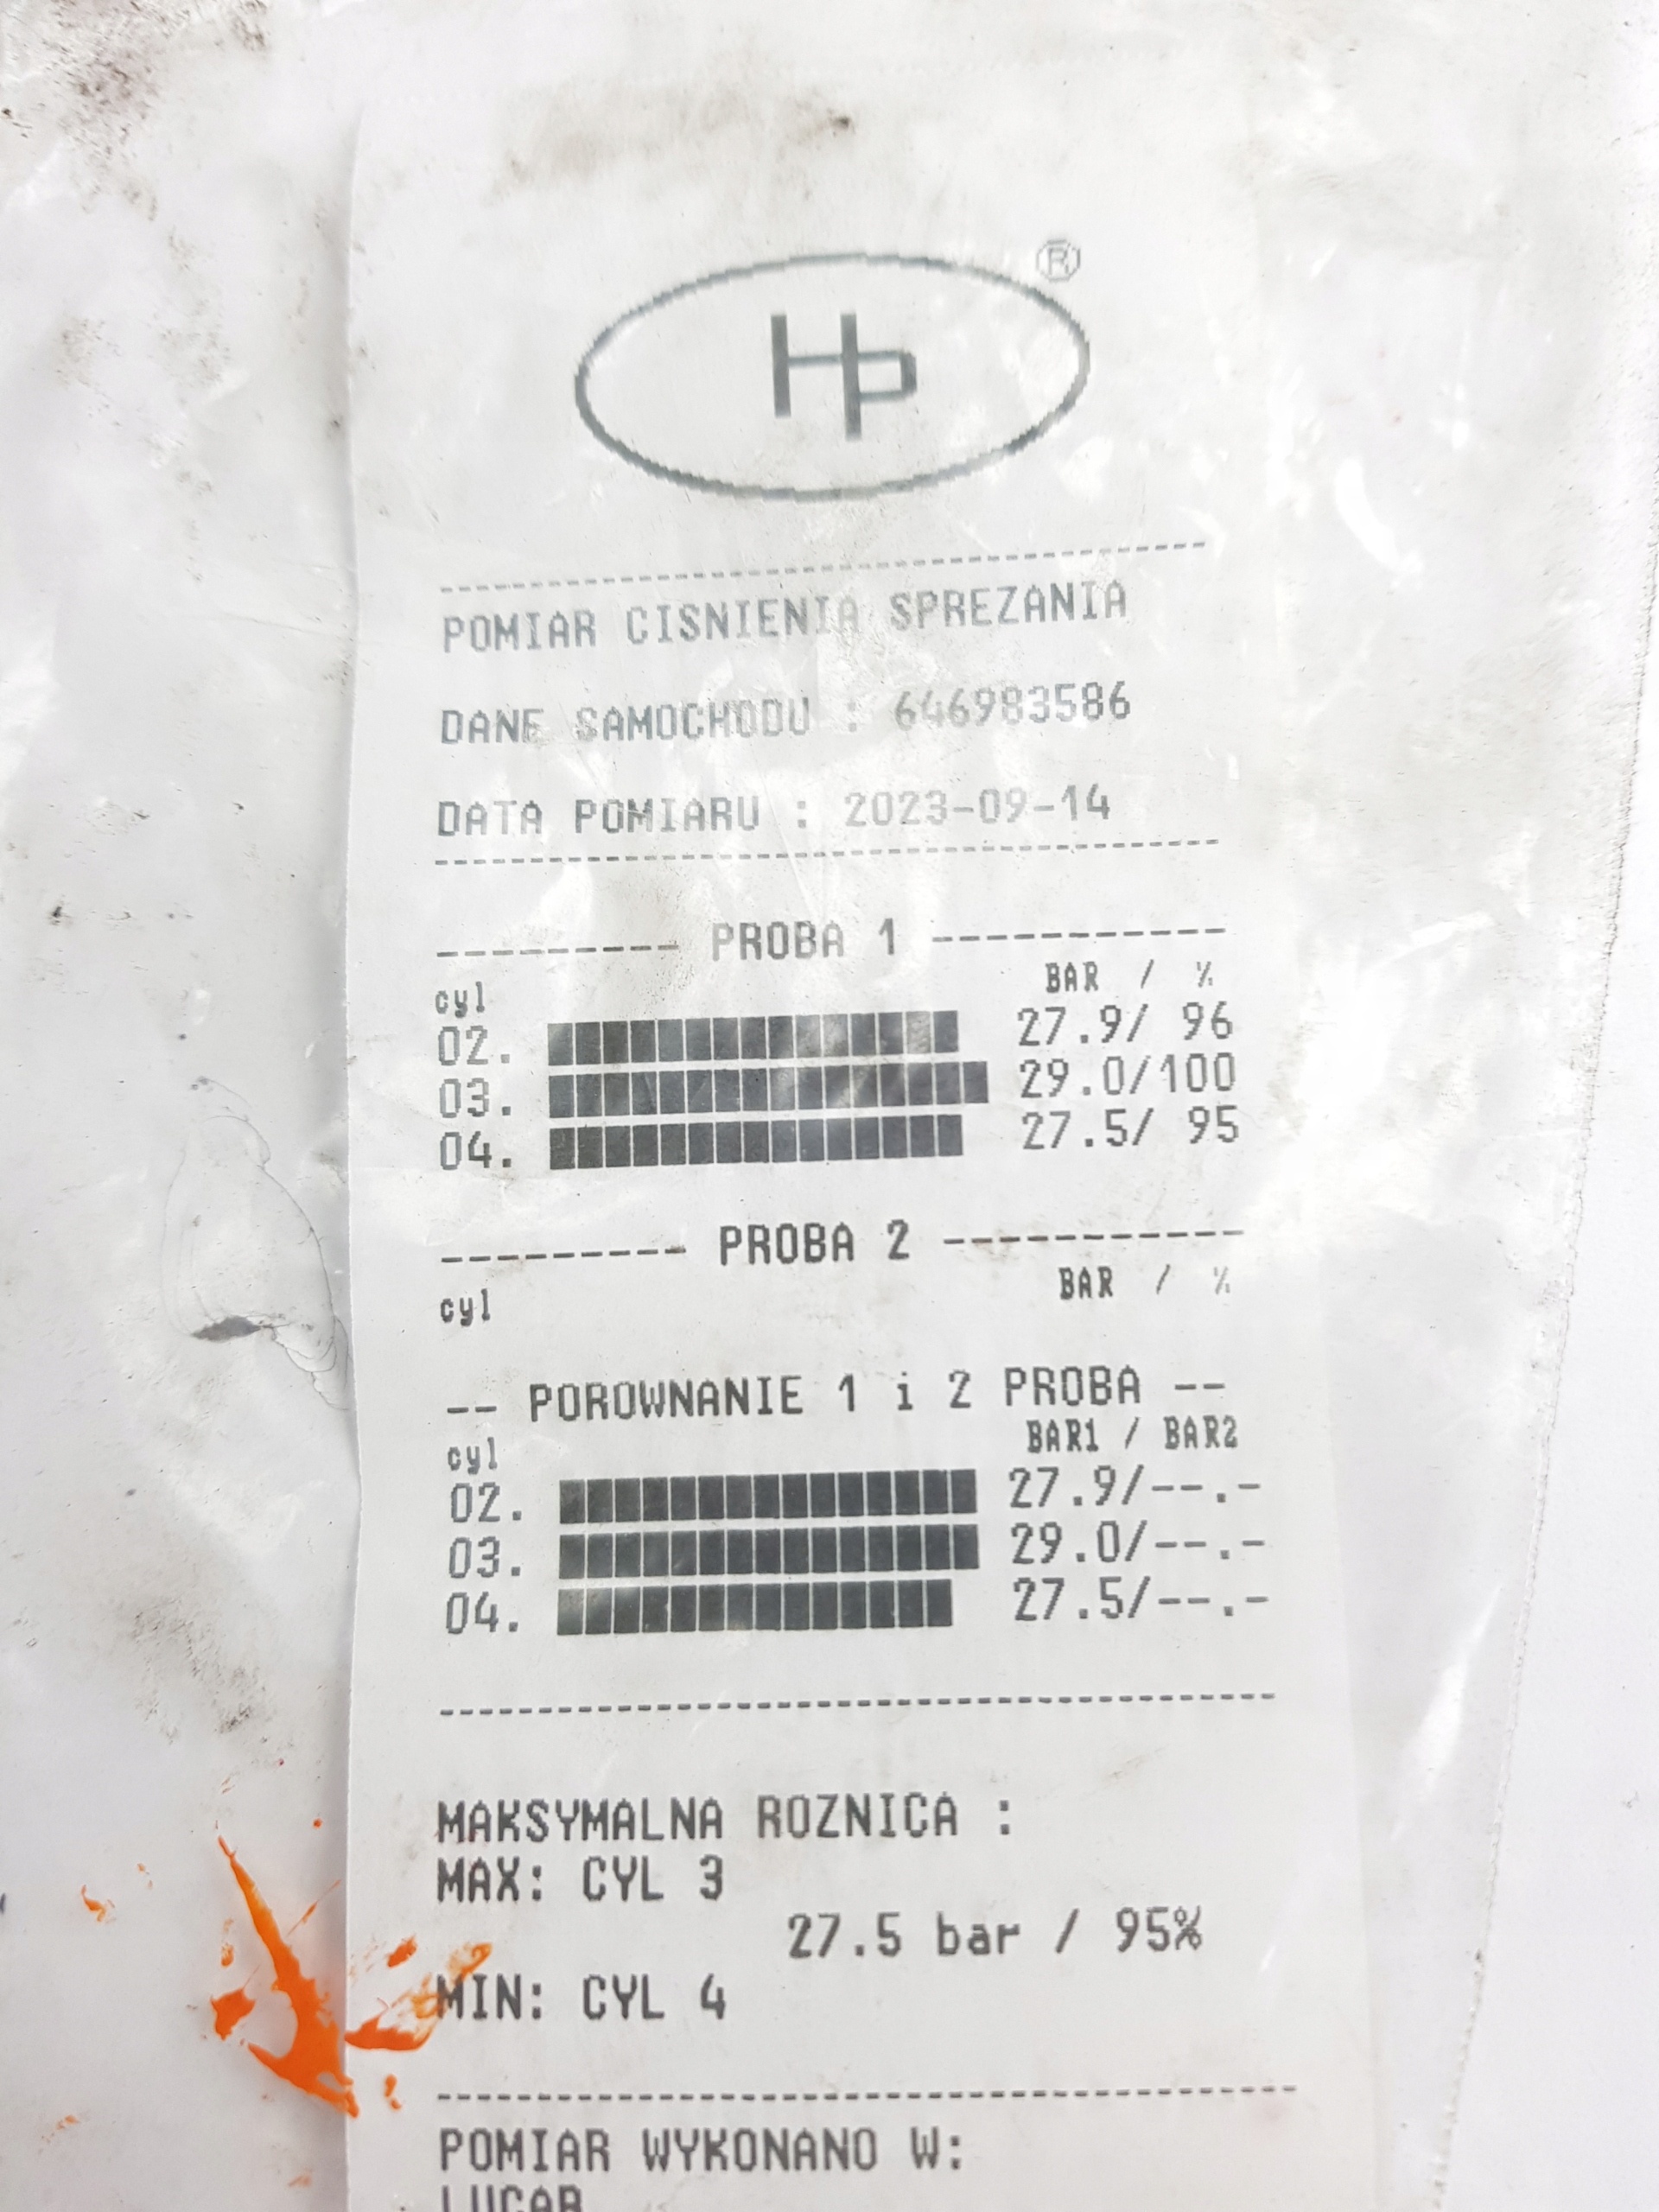 Hp ®
POMIAR CISNIENIA SPREZANIA
DANE SAMOCHODU : 646983586
DATA POMIARU : 2023-09-14
--------- PROBA 1 -----------
BAR / %
cyl
02. 27.9/ 96
03. 29.0/100
04. 27.5/ 95
--------- PROBA 2 -----------
BAR / %
cyl
-- POROWNANIE 1 i 2 PROBA --
BAR1 / BAR2
cyl
02. 27.9/--.-
03. 29.0/--.-
04. 27.5/--.-
MAKSYMALNA ROZNICA :
MAX: CYL 3
27.5 bar / 95%
MIN: CYL 4
POMIAR WYKONANO W:
LUCAR